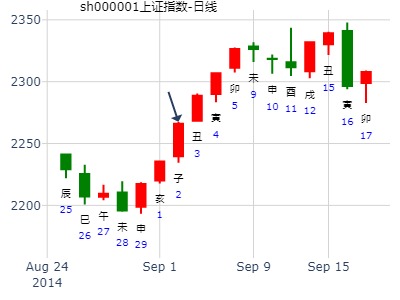 sh000001上证指数-日线
2350
2300
2250
2200
辰
25
巳
26
午
27
未
28
申
29
亥
1
子
2
丑
3
寅
4
卯
5
未
9
申
10
酉
11
戌
12
丑
15
寅
16
卯
17
Aug 24
2014
Sep 1
Sep 9
Sep 15